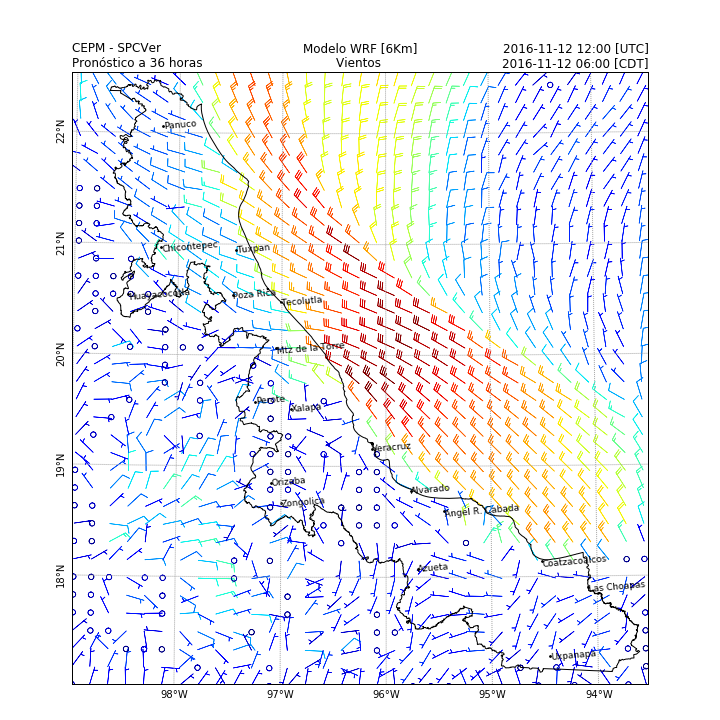 CEPM - SPCVer
Pronóstico a 36 horas
Modelo WRF [6Km]
Vientos
2016-11-12 12:00 [UTC]
2016-11-12 06:00 [CDT]
22°N
21°N
20°N
19°N
18°N
Panuco
Chicontepec
Tuxpan
Huayacocotla
Poza Rica
Tecolutla
Mtz de la Torre
Perote
Xalapa
Veracruz
Orizaba
Alvarado
Zongolica
Angel R. Cabada
Azueta
Coatzacoalcos
Las Choapas
Uxpanapa
98°W
97°W
96°W
95°W
94°W